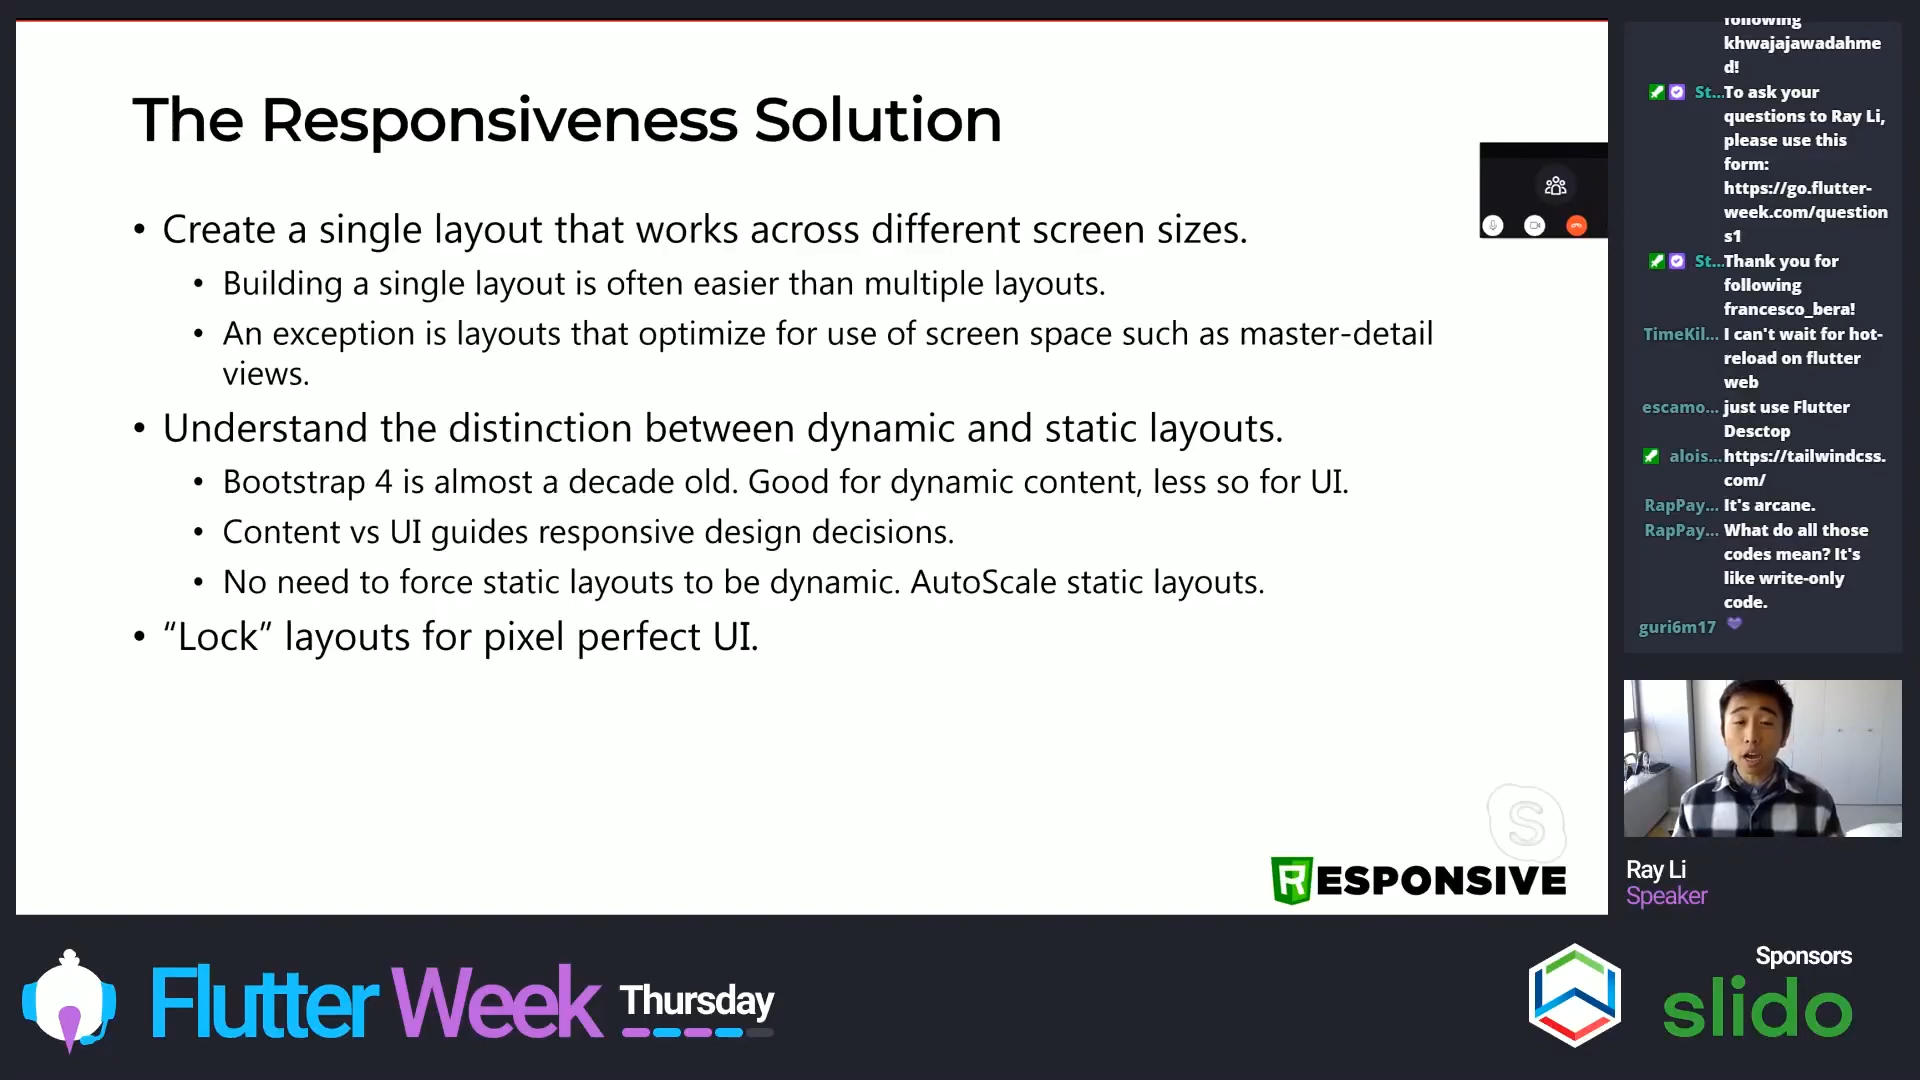 The Responsiveness Solution
• Create a single layout that works across different screen sizes.
• Building a single layout is often easier than multiple layouts.
• An exception is layouts that optimize for use of screen space such as master-detail
views.
• Understand the distinction between dynamic and static layouts.
• Bootstrap 4 is almost a decade old. Good for dynamic content, less so for UI.
• Content vs UI guides responsive design decisions.
• No need to force static layouts to be dynamic. AutoScale static layouts.
• “Lock” layouts for pixel perfect UI.
S
RESPONSIVE
following
khwajajawadahme
d!
St... To ask your
questions to Ray Li,
please use this
form:
https://go.flutter-
week.com/question
s1
St... Thank you for
following
francesco_bera!
TimeKil... I can't wait for hot-
reload on flutter
web
escamo... just use Flutter
Desctop
alois... https://tailwindcss.
com/
RapPay... It's arcane.
RapPay... What do all those
codes mean? It's
like write-only
code.
guri6m17
Ray Li
Speaker
Flutter Week Thursday
Sponsors
slido